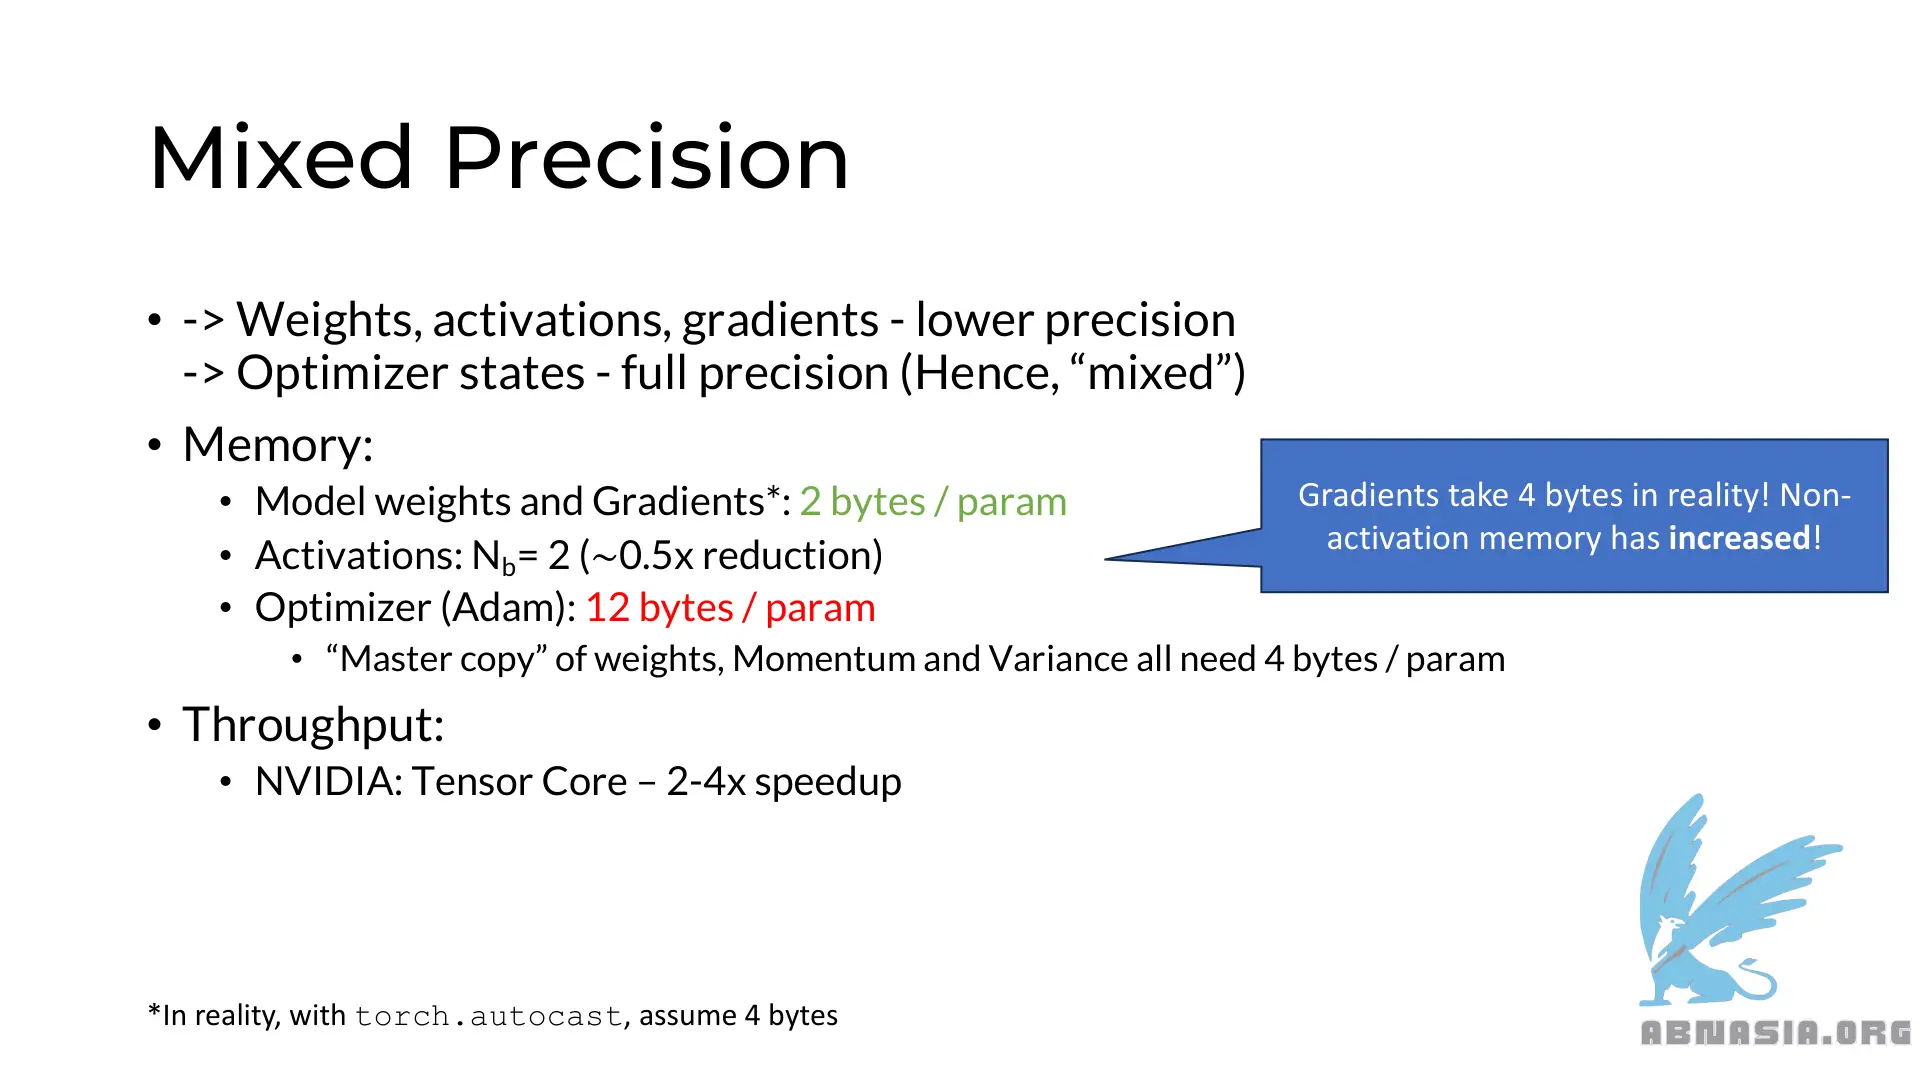 Mixed Precision
• -> Weights, activations, gradients - lower precision
-> Optimizer states - full precision (Hence, “mixed”)
• Memory:
• Model weights and Gradients*: 2 bytes / param
• Activations: Nb= 2 (~0.5x reduction)
• Optimizer (Adam): 12 bytes / param
• “Master copy” of weights, Momentum and Variance all need 4 bytes / param
Gradients take 4 bytes in reality! Non-
activation memory has increased!
• Throughput:
• NVIDIA: Tensor Core – 2-4x speedup
*In reality, with torch.autocast, assume 4 bytes
ABNASIA.ORG